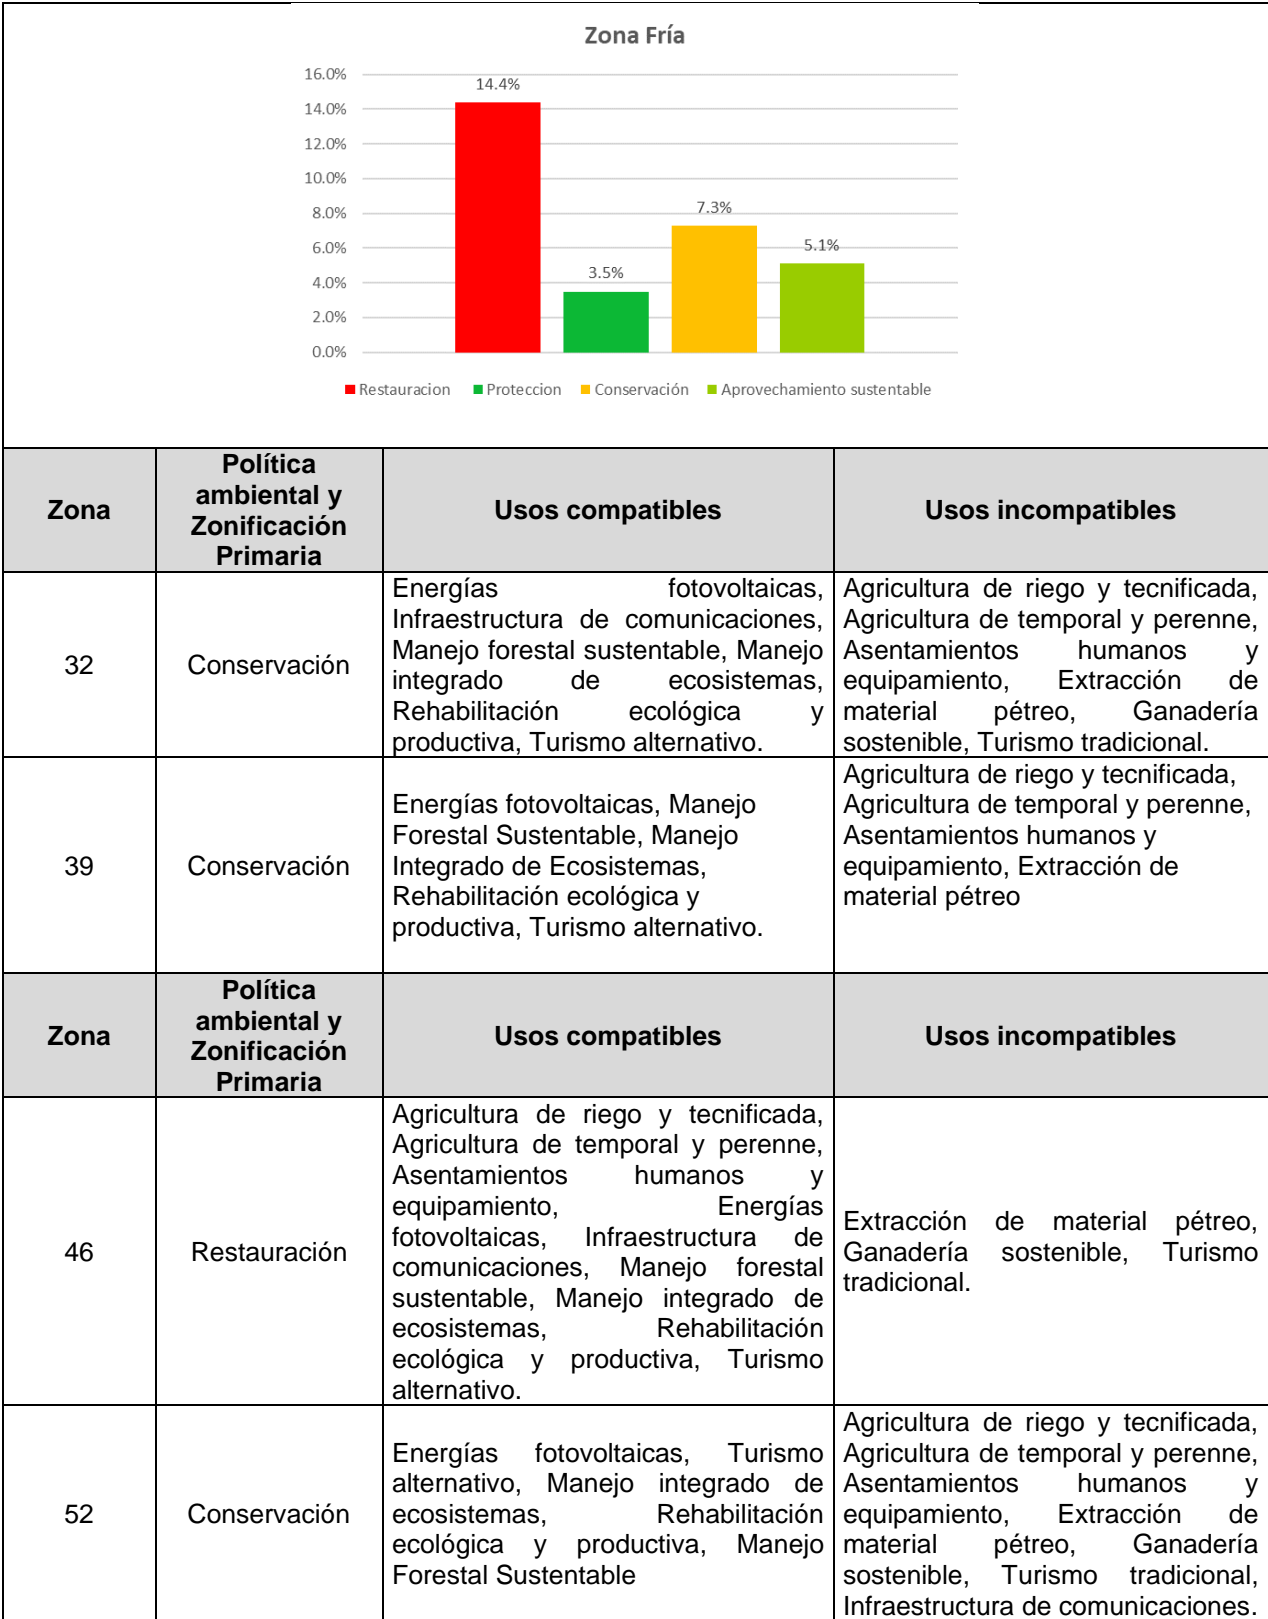 Zona Fría
16.0%
14.0%
12.0%
10.0%
8.0%
6.0%
4.0%
2.0%
0.0%
14.4%
3.5%
7.3%
5.1%
Restauracion Proteccion Conservación Aprovechamiento sustentable
Zona
Política
ambiental y
Zonificación
Primaria
Usos compatibles
Usos incompatibles
32
Conservación
Energías fotovoltaicas,
Infraestructura de comunicaciones,
Manejo forestal sustentable, Manejo
integrado de ecosistemas,
Rehabilitación ecológica y
productiva, Turismo alternativo.
Agricultura de riego y tecnificada,
Agricultura de temporal y perenne,
Asentamientos humanos y
equipamiento, Extracción de
material pétreo, Ganadería
sostenible, Turismo tradicional.
39
Conservación
Energías fotovoltaicas, Manejo
Forestal Sustentable, Manejo
Integrado de Ecosistemas,
Rehabilitación ecológica y
productiva, Turismo alternativo.
Agricultura de riego y tecnificada,
Agricultura de temporal y perenne,
Asentamientos humanos y
equipamiento, Extracción de
material pétreo
Zona
Política
ambiental y
Zonificación
Primaria
Usos compatibles
Usos incompatibles
46
Restauración
Agricultura de riego y tecnificada,
Agricultura de temporal y perenne,
Asentamientos humanos y
equipamiento, Energías
fotovoltaicas, Infraestructura de
comunicaciones, Manejo forestal
sustentable, Manejo integrado de
ecosistemas, Rehabilitación
ecológica y productiva, Turismo
alternativo.
Extracción de material pétreo,
Ganadería sostenible, Turismo
tradicional.
52
Conservación
Energías fotovoltaicas, Turismo
alternativo, Manejo integrado de
ecosistemas, Rehabilitación
ecológica y productiva, Manejo
Forestal Sustentable
Agricultura de riego y tecnificada,
Agricultura de temporal y perenne,
Asentamientos humanos y
equipamiento, Extracción de
material pétreo, Ganadería
sostenible, Turismo tradicional,
Infraestructura de comunicaciones.